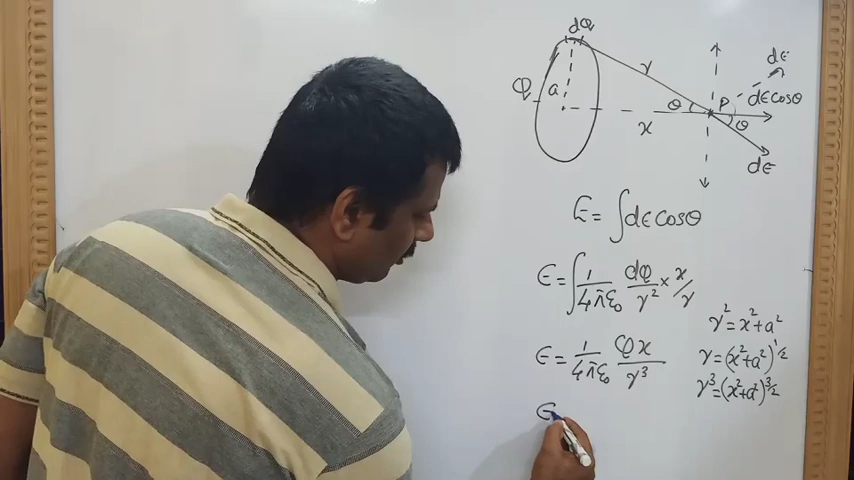 dQ
dE
r
Q
a
θ
P
dE cosθ
x
θ
dE
E = ∫ dE cosθ
E = ∫ 1/4πε₀ dQ/r² × x/r
r² = x² + a²
E = 1/4πε₀ Qx/r³
r = (x² + a²)^1/2
r³ = (x² + a²)^3/2
E